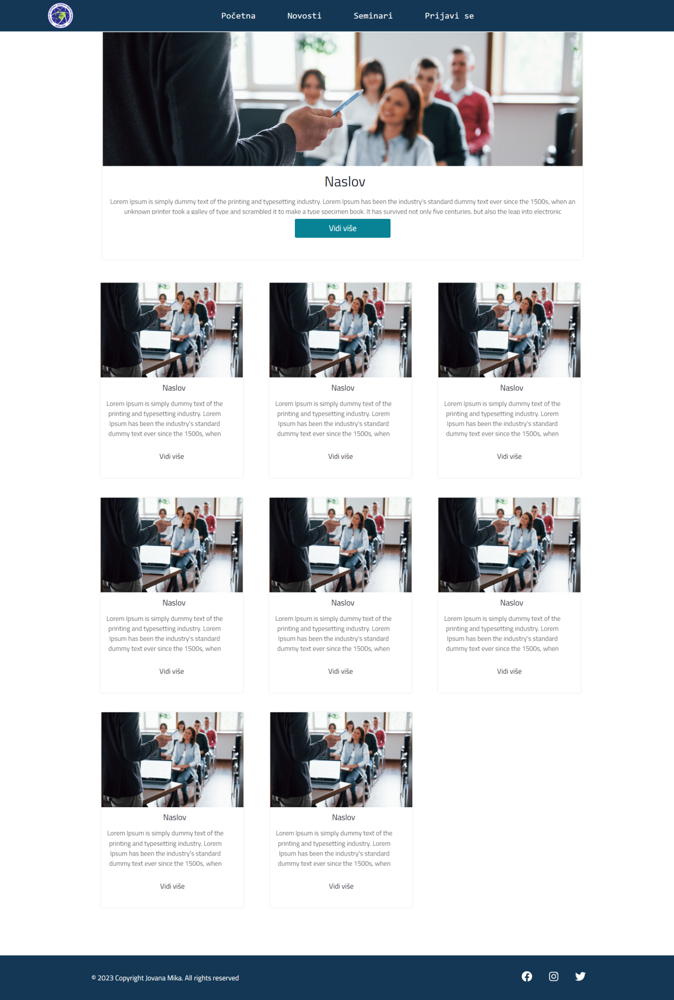 Početna Novosti Seminari Prijavi se
Naslov
Lorem Ipsum is simply dummy text of the printing and typesetting industry. Lorem Ipsum has been the industry's standard dummy text ever since the 1500s, when an
unknown printer took a galley of type and scrambled it to make a type specimen book. It has survived not only five centuries, but also the leap into electronic
Vidi više
Naslov
Lorem Ipsum is simply dummy text of the
printing and typesetting industry. Lorem
Ipsum has been the industry's standard
dummy text ever since the 1500s, when
Vidi više
Naslov
Lorem Ipsum is simply dummy text of the
printing and typesetting industry. Lorem
Ipsum has been the industry's standard
dummy text ever since the 1500s, when
Vidi više
Naslov
Lorem Ipsum is simply dummy text of the
printing and typesetting industry. Lorem
Ipsum has been the industry's standard
dummy text ever since the 1500s, when
Vidi više
Naslov
Lorem Ipsum is simply dummy text of the
printing and typesetting industry. Lorem
Ipsum has been the industry's standard
dummy text ever since the 1500s, when
Vidi više
Naslov
Lorem Ipsum is simply dummy text of the
printing and typesetting industry. Lorem
Ipsum has been the industry's standard
dummy text ever since the 1500s, when
Vidi više
Naslov
Lorem Ipsum is simply dummy text of the
printing and typesetting industry. Lorem
Ipsum has been the industry's standard
dummy text ever since the 1500s, when
Vidi više
Naslov
Lorem Ipsum is simply dummy text of the
printing and typesetting industry. Lorem
Ipsum has been the industry's standard
dummy text ever since the 1500s, when
Vidi više
Naslov
Lorem Ipsum is simply dummy text of the
printing and typesetting industry. Lorem
Ipsum has been the industry's standard
dummy text ever since the 1500s, when
Vidi više
© 2023 Copyright Jovana Mika. All rights reserved